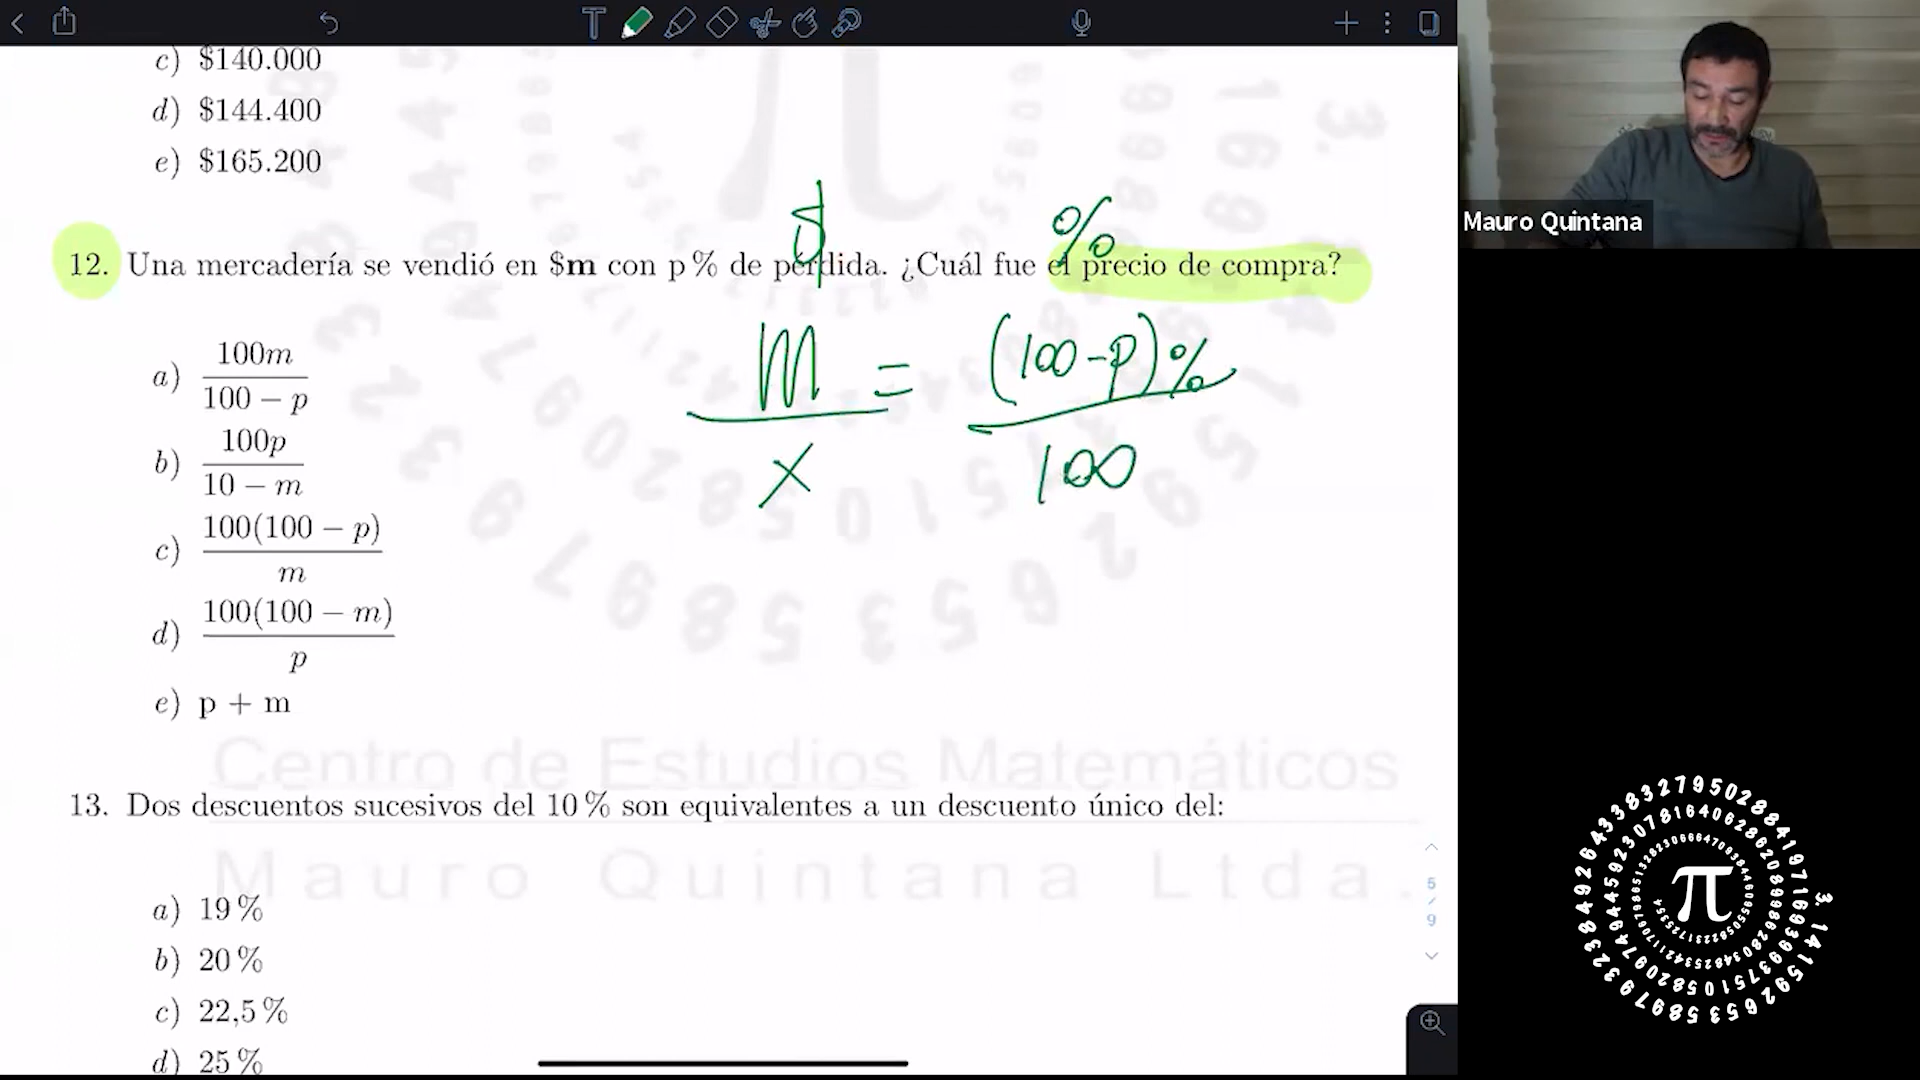 c) $140.000
d) $144.400
e) $165.200
$ %
12. Una mercadería se vendió en $m con p % de pérdida. ¿Cuál fue el precio de compra?
m = (100-p)%
x 100
a) 100m
100 − p
b) 100p
10 − m
c) 100(100 − p)
m
d) 100(100 − m)
p
e) p + m
Centro de Estudios Matemáticos
13. Dos descuentos sucesivos del 10 % son equivalentes a un descuento único del:
Mauro Quintana Ltda.
a) 19 %
b) 20 %
c) 22,5 %
d) 25 %
5
/
9
Mauro Quintana
π